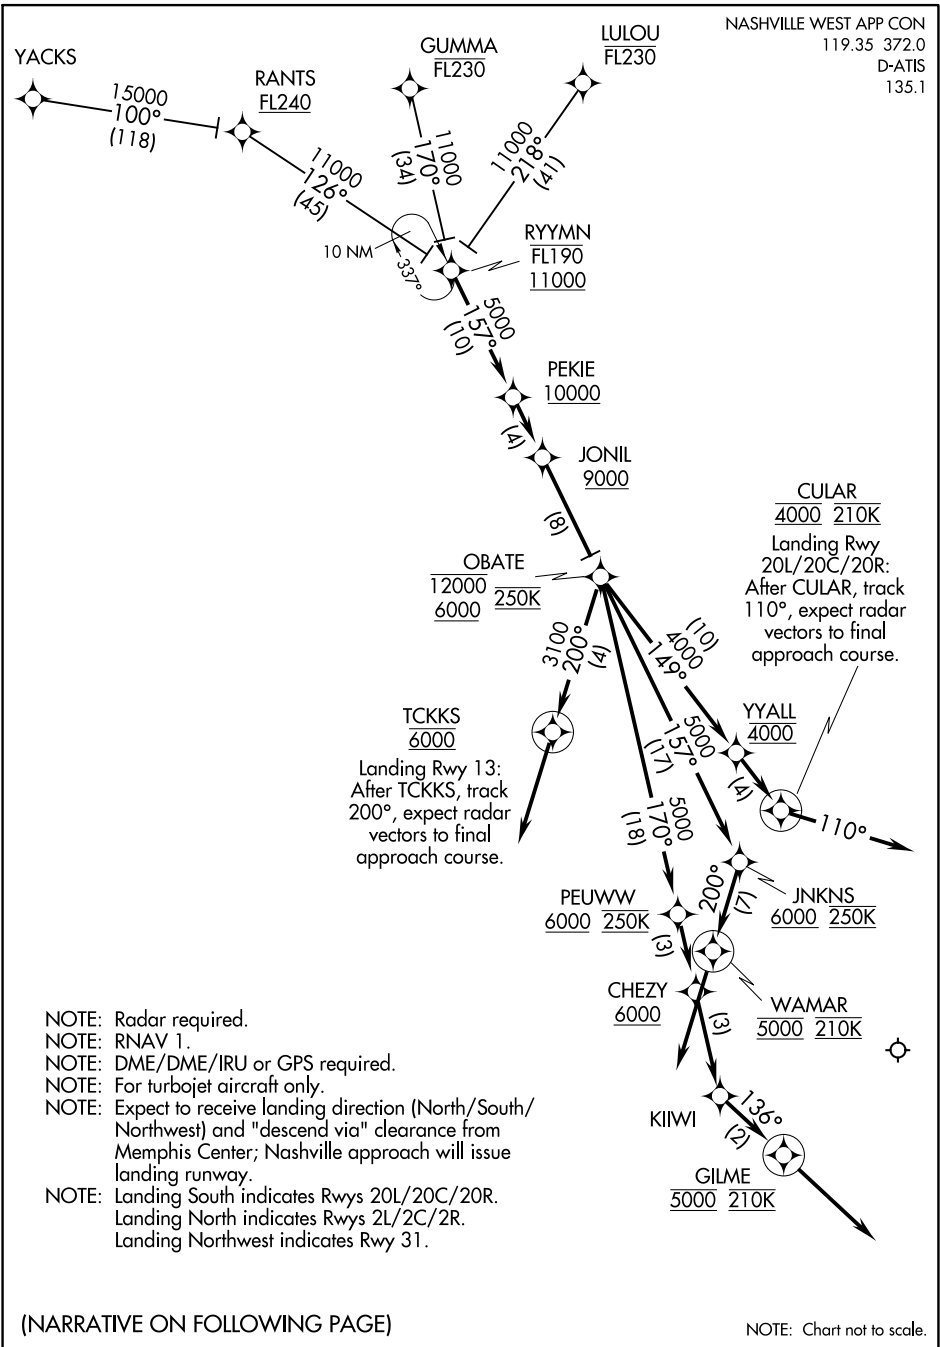 NASHVILLE WEST APP CON
119.35 372.0
D-ATIS
135.1
YACKS
15000
100°
(118)
RANTS
FL240
GUMMA
FL230
LULOU
FL230
11000
126°
(45)
11000
170°
(34)
11000
218°
(41)
10 NM
337°
RYYMN
FL190
11000
5000
157°
(10)
PEKIE
10000
(4)
JONIL
9000
(8)
OBATE
12000
6000 250K
CULAR
4000 210K
Landing Rwy
20L/20C/20R:
After CULAR, track
110°, expect radar
vectors to final
approach course.
3100
200°
(4)
(10)
4000
149°
5000
157°
(17)
5000
170°
(18)
TCKKS
6000
Landing Rwy 13:
After TCKKS, track
200°, expect radar
vectors to final
approach course.
YYALL
4000
(4)
110°
JNKNS
6000 250K
200°
(7)
PEUWW
6000 250K
(3)
CHEZY
6000
(3)
WAMAR
5000 210K
KIIWI
136°
(2)
GILME
5000 210K
NOTE: Radar required.
NOTE: RNAV 1.
NOTE: DME/DME/IRU or GPS required.
NOTE: For turbojet aircraft only.
NOTE: Expect to receive landing direction (North/South/
Northwest) and "descend via" clearance from
Memphis Center; Nashville approach will issue
landing runway.
NOTE: Landing South indicates Rwys 20L/20C/20R.
Landing North indicates Rwys 2L/2C/2R.
Landing Northwest indicates Rwy 31.
(NARRATIVE ON FOLLOWING PAGE)
NOTE: Chart not to scale.